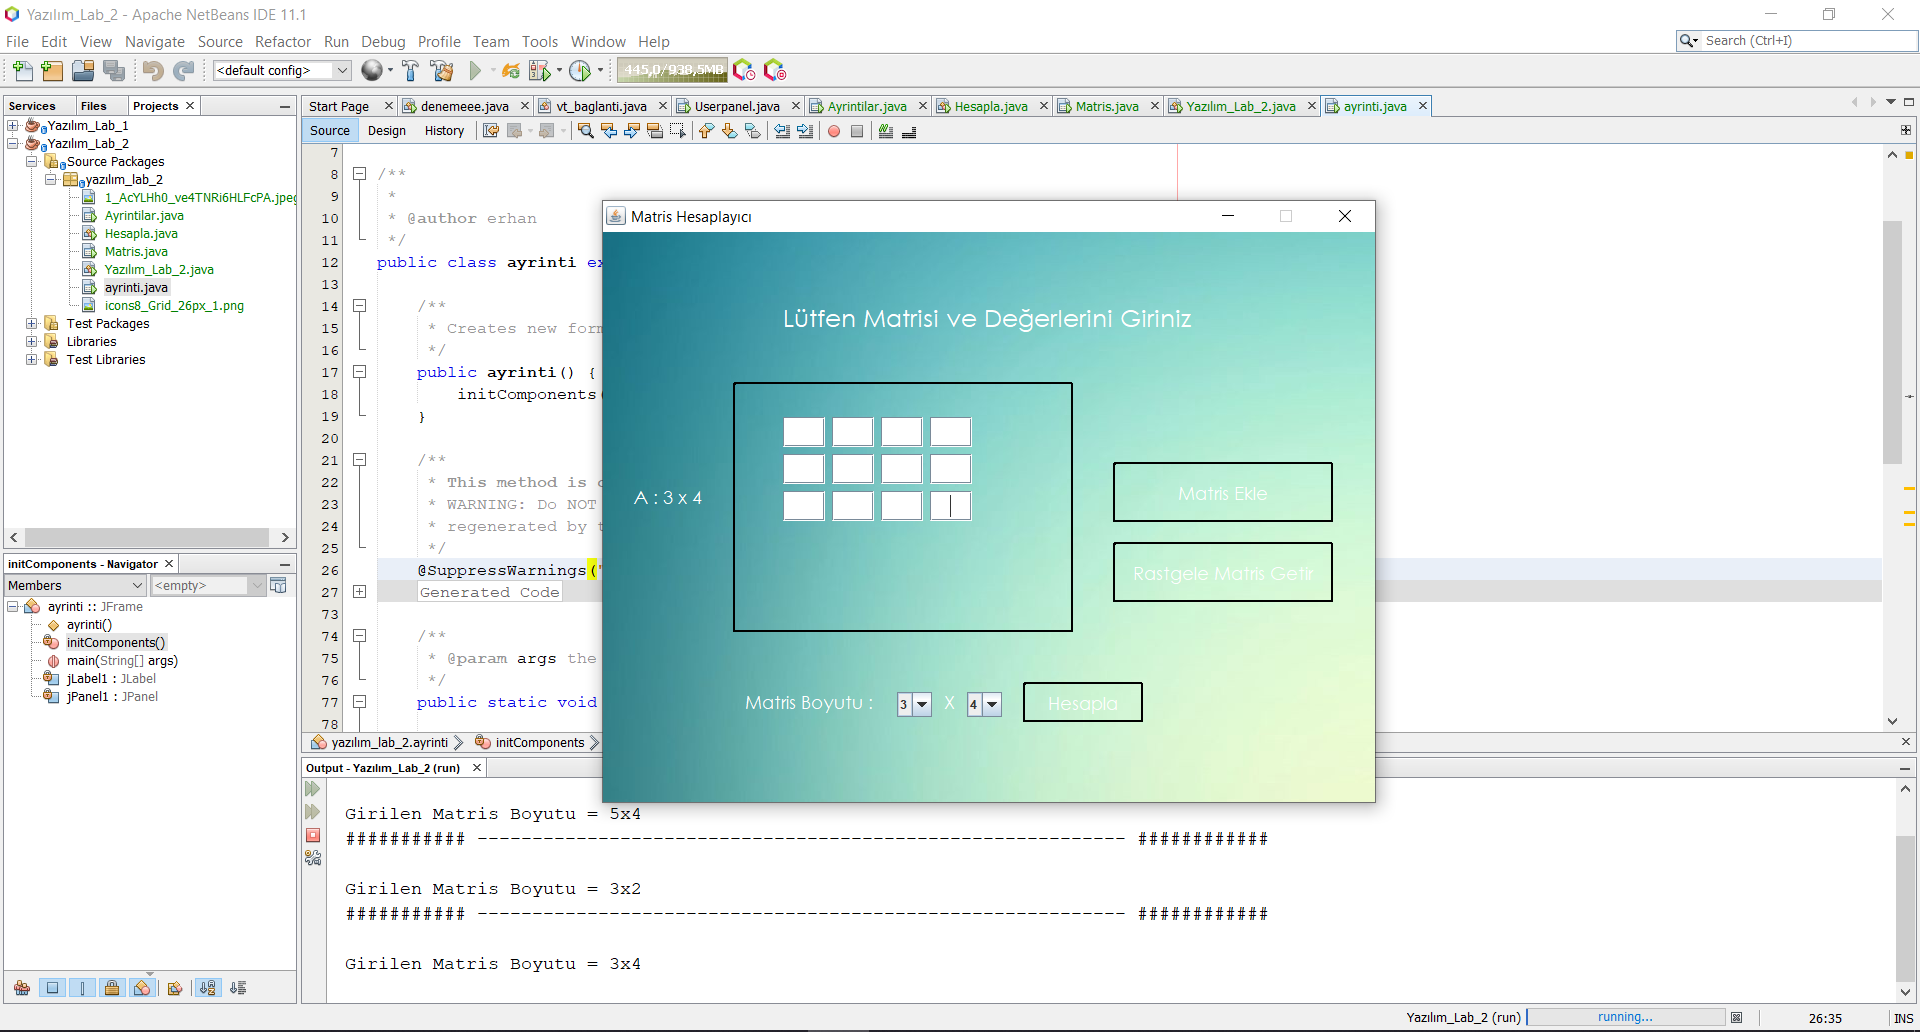 Yazılım_Lab_2 - Apache NetBeans IDE 11.1
File Edit View Navigate Source Refactor Run Debug Profile Team Tools Window Help
Search (Ctrl+I)
<default config>
445,0/938,5MB
Services Files Projects
Start Page denemeee.java vt_baglanti.java Userpanel.java Ayrintilar.java Hesapla.java Matris.java Yazılım_Lab_2.java ayrinti.java
Source Design History
Yazılım_Lab_1
Yazılım_Lab_2
Source Packages
yazılım_lab_2
1_AcYLHh0_ve4TNRi6HLFcPA.jpeg
Ayrintilar.java
Hesapla.java
Matris.java
Yazılım_Lab_2.java
ayrinti.java
icons8_Grid_26px_1.png
Test Packages
Libraries
Test Libraries
initComponents - Navigator
Members <empty>
ayrinti :: JFrame
ayrinti()
initComponents()
main(String[] args)
jLabel1 : JLabel
jPanel1 : JPanel
7
8 /**
9 *
10 * @author erhan
11 */
12 public class ayrinti ex
13
14 /**
15 * Creates new form
16 */
17 public ayrinti() {
18 initComponents(
19 }
20
21 /**
22 * This method is c
23 * WARNING: Do NOT
24 * regenerated by t
25 */
26 @SuppressWarnings("
27 Generated Code
73
74 /**
75 * @param args the
76 */
77 public static void
78
yazılım_lab_2.ayrinti initComponents
Matris Hesaplayıcı
Lütfen Matrisi ve Değerlerini Giriniz
A : 3 x 4
Matris Ekle
Rastgele Matris Getir
Matris Boyutu : 3 X 4 Hesapla
Output - Yazılım_Lab_2 (run)
Girilen Matris Boyutu = 5x4
########### ------------------------------------------------------ ############
Girilen Matris Boyutu = 3x2
########### ------------------------------------------------------ ############
Girilen Matris Boyutu = 3x4
Yazılım_Lab_2 (run) running... 26:35 INS